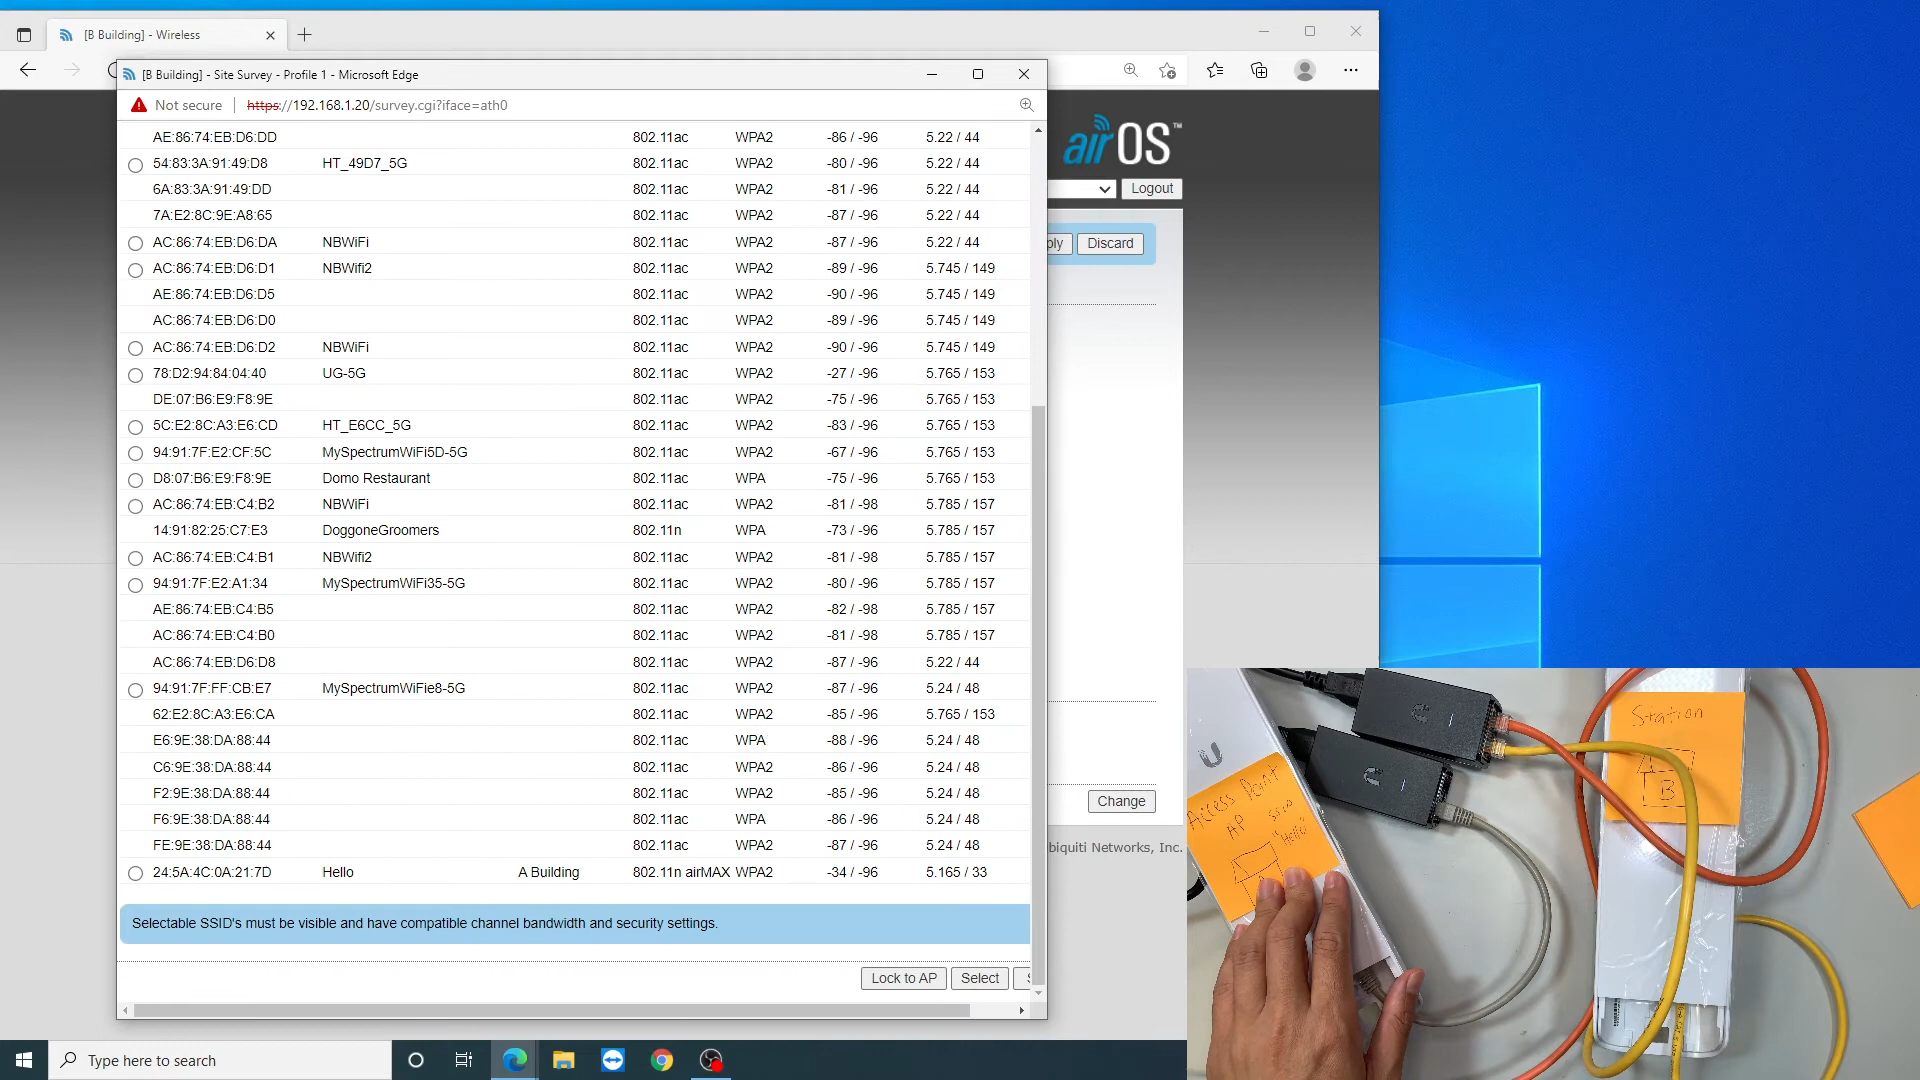 [B Building] - Wireless
[B Building] - Site Survey - Profile 1 - Microsoft Edge
Not secure https://192.168.1.20/survey.cgi?iface=ath0
AE:86:74:EB:D6:DD 802.11ac WPA2 -86 / -96 5.22 / 44
54:83:3A:91:49:D8 HT_49D7_5G 802.11ac WPA2 -80 / -96 5.22 / 44
6A:83:3A:91:49:DD 802.11ac WPA2 -81 / -96 5.22 / 44
7A:E2:8C:9E:A8:65 802.11ac WPA2 -87 / -96 5.22 / 44
AC:86:74:EB:D6:DA NBWiFi 802.11ac WPA2 -87 / -96 5.22 / 44
AC:86:74:EB:D6:D1 NBWifi2 802.11ac WPA2 -89 / -96 5.745 / 149
AE:86:74:EB:D6:D5 802.11ac WPA2 -90 / -96 5.745 / 149
AC:86:74:EB:D6:D0 802.11ac WPA2 -89 / -96 5.745 / 149
AC:86:74:EB:D6:D2 NBWiFi 802.11ac WPA2 -90 / -96 5.745 / 149
78:D2:94:84:04:40 UG-5G 802.11ac WPA2 -27 / -96 5.765 / 153
DE:07:B6:E9:F8:9E 802.11ac WPA2 -75 / -96 5.765 / 153
5C:E2:8C:A3:E6:CD HT_E6CC_5G 802.11ac WPA2 -83 / -96 5.765 / 153
94:91:7F:E2:CF:5C MySpectrumWiFi5D-5G 802.11ac WPA2 -67 / -96 5.765 / 153
D8:07:B6:E9:F8:9E Domo Restaurant 802.11ac WPA -75 / -96 5.765 / 153
AC:86:74:EB:C4:B2 NBWiFi 802.11ac WPA2 -81 / -98 5.785 / 157
14:91:82:25:C7:E3 DoggoneGroomers 802.11n WPA -73 / -96 5.785 / 157
AC:86:74:EB:C4:B1 NBWifi2 802.11ac WPA2 -81 / -98 5.785 / 157
94:91:7F:E2:A1:34 MySpectrumWiFi35-5G 802.11ac WPA2 -80 / -96 5.785 / 157
AE:86:74:EB:C4:B5 802.11ac WPA2 -82 / -98 5.785 / 157
AC:86:74:EB:C4:B0 802.11ac WPA2 -81 / -98 5.785 / 157
AC:86:74:EB:D6:D8 802.11ac WPA2 -87 / -96 5.22 / 44
94:91:7F:FF:CB:E7 MySpectrumWiFie8-5G 802.11ac WPA2 -87 / -96 5.24 / 48
62:E2:8C:A3:E6:CA 802.11ac WPA2 -85 / -96 5.765 / 153
E6:9E:38:DA:88:44 802.11ac WPA -88 / -96 5.24 / 48
C6:9E:38:DA:88:44 802.11ac WPA2 -86 / -96 5.24 / 48
F2:9E:38:DA:88:44 802.11ac WPA2 -85 / -96 5.24 / 48
F6:9E:38:DA:88:44 802.11ac WPA -86 / -96 5.24 / 48
FE:9E:38:DA:88:44 802.11ac WPA2 -87 / -96 5.24 / 48
24:5A:4C:0A:21:7D Hello A Building 802.11n airMAX WPA2 -34 / -96 5.165 / 33
Selectable SSID's must be visible and have compatible channel bandwidth and security settings.
Lock to AP Select S
airOS™
Logout
ply Discard
Change
biquiti Networks, Inc.
Access Point
AP SSID
"Hello"
Station
B
Type here to search